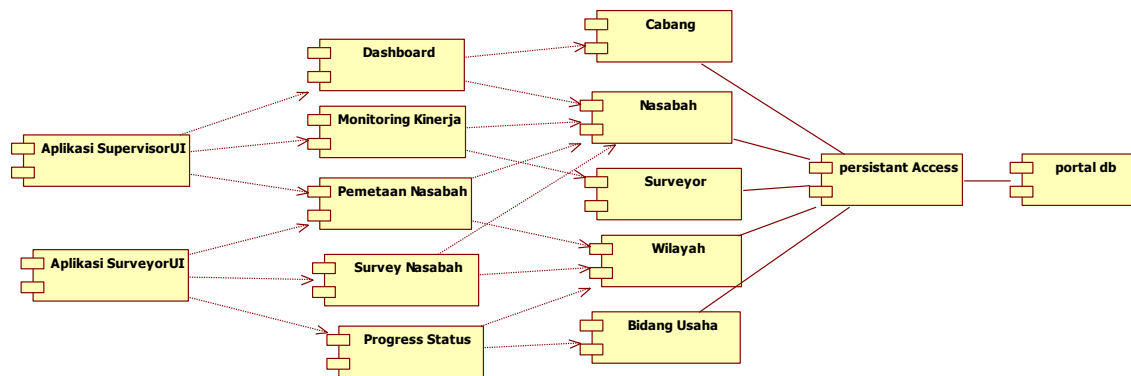 Cabang
Dashboard
Nasabah
Monitoring Kinerja
Aplikasi SupervisorUI
persistant Access
portal db
Surveyor
Pemetaan Nasabah
Wilayah
Aplikasi SurveyorUI
Survey Nasabah
Bidang Usaha
Progress Status